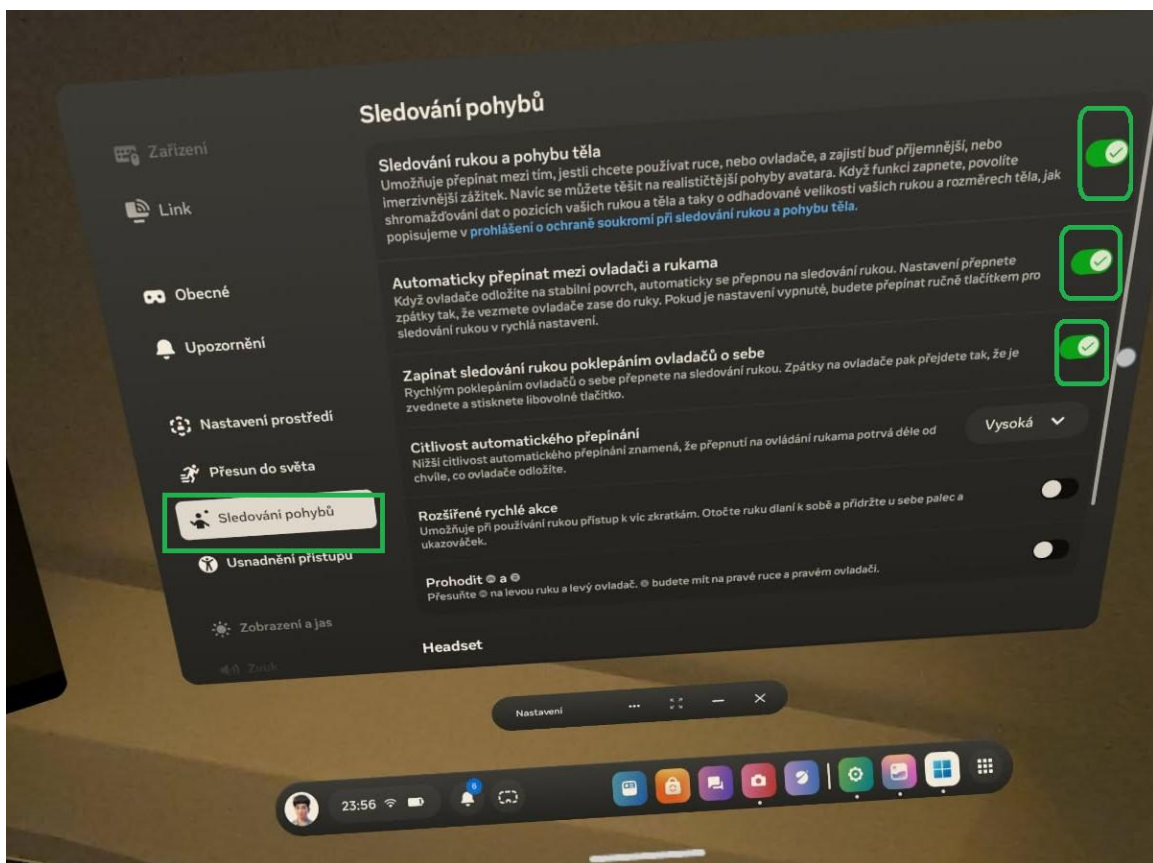 Sledování pohybů
Zařízení
Link
Obecné
Upozornění
Nastavení prostředí
Přesun do světa
Sledování pohybů
Usnadnění přístupu
Zobrazení a jas
Zvuk
Sledování rukou a pohybu těla
Umožňuje přepínat mezi tím, jestli chcete používat ruce, nebo ovladače, a zajistí buď příjemnější, nebo
imerzivnější zážitek. Navíc se můžete těšit na realističtější pohyby avatara. Když funkci zapnete, povolíte
shromažďování dat o pozicích vašich rukou a těla a taky o odhadované velikosti vašich rukou a rozměrech těla, jak
popisujeme v prohlášení o ochraně soukromí při sledování rukou a pohybu těla.
Automaticky přepínat mezi ovladači a rukama
Když ovladače odložíte na stabilní povrch, automaticky se přepnou na sledování rukou. Nastavení přepnete
zpátky tak, že vezmete ovladače zase do ruky. Pokud je nastavení vypnuté, budete přepínat ručně tlačítkem pro
sledování rukou v rychlá nastavení.
Zapínat sledování rukou poklepáním ovladačů o sebe
Rychlým poklepáním ovladačů o sebe přepnete na sledování rukou. Zpátky na ovladače pak přejdete tak, že je
zvednete a stisknete libovolné tlačítko.
Citlivost automatického přepínání
Nižší citlivost automatického přepínání znamená, že přepnutí na ovládání rukama potrvá déle od
chvíle, co ovladače odložíte.
Vysoká
Rozšířené rychlé akce
Umožňuje při používání rukou přístup k víc zkratkám. Otočte ruku dlaní k sobě a přidržte u sebe palec a
ukazováček.
Prohodit a
Přesuňte na levou ruku a levý ovladač. budete mít na pravé ruce a pravém ovladači.
Headset
Nastavení
23:56
6